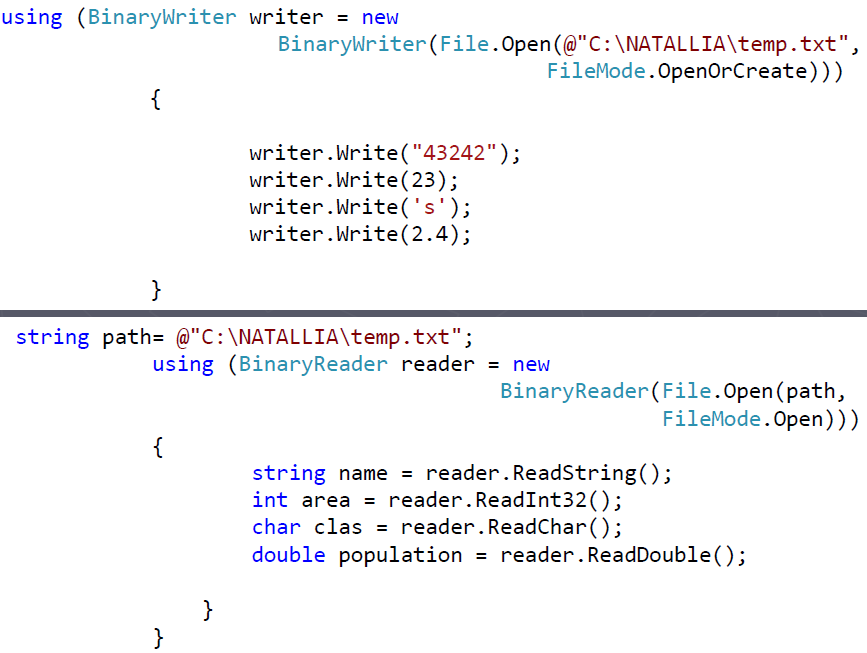 using (BinaryWriter writer = new
BinaryWriter(File.Open(@"C:\NATALLIA\temp.txt",
FileMode.OpenOrCreate)))
{
writer.Write("43242");
writer.Write(23);
writer.Write('s');
writer.Write(2.4);
}
string path= @"C:\NATALLIA\temp.txt";
using (BinaryReader reader = new
BinaryReader(File.Open(path,
FileMode.Open)))
{
string name = reader.ReadString();
int area = reader.ReadInt32();
char clas = reader.ReadChar();
double population = reader.ReadDouble();
}
}